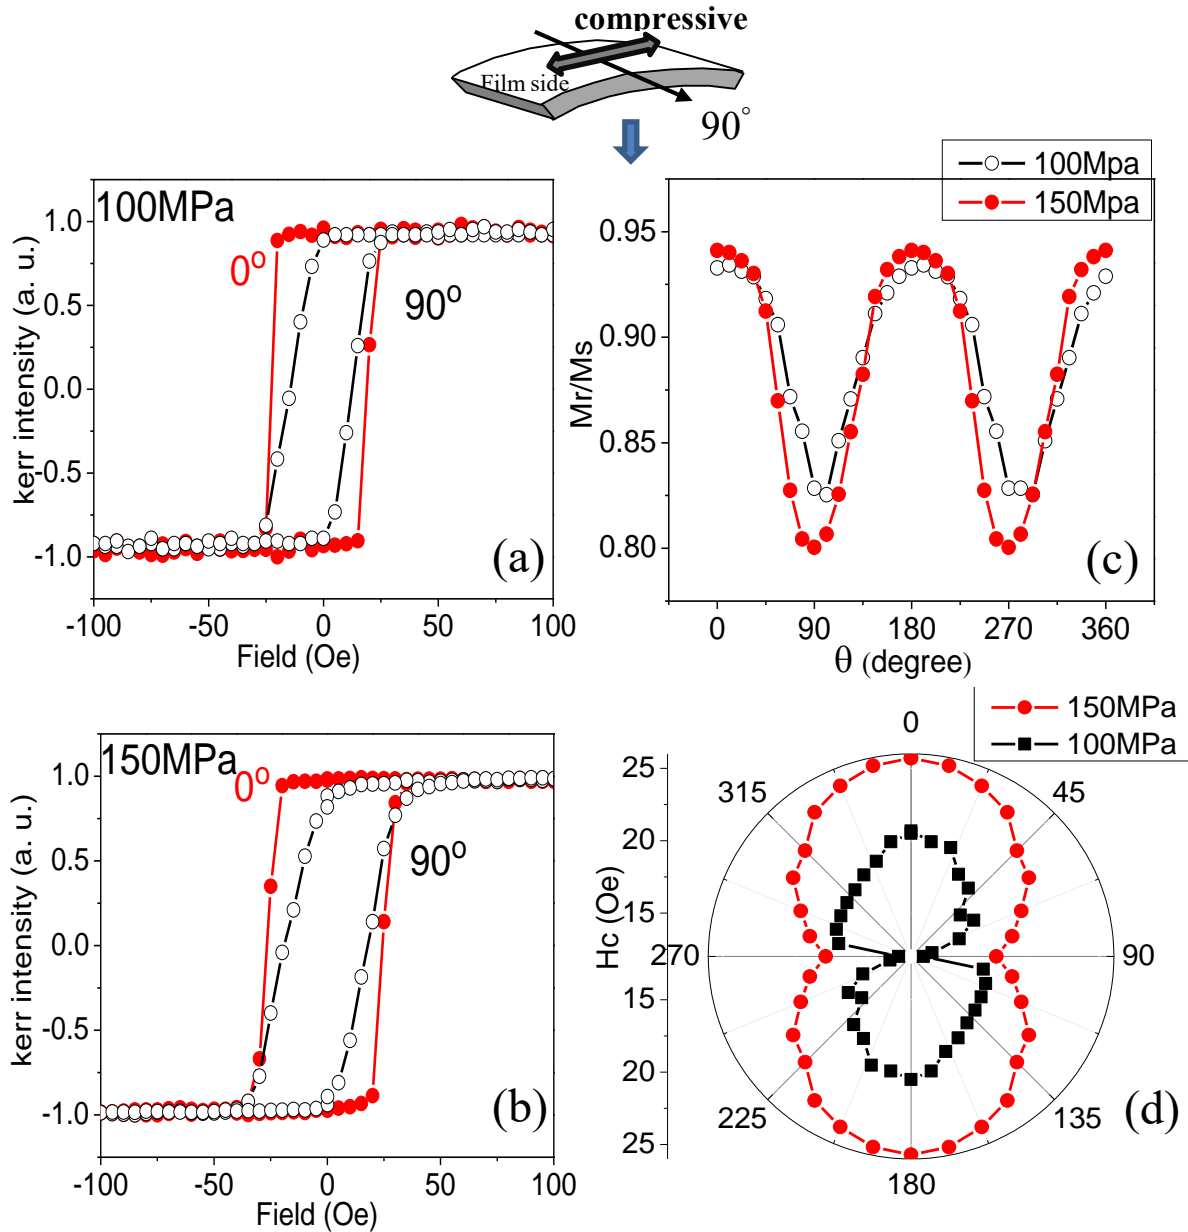 compressive
Film side
90°
100MPa
0o
90o
(a)
kerr intensity (a. u.)
1.0
0.5
0.0
-0.5
-1.0
-100
-50
0
50
100
Field (Oe)
100Mpa
150Mpa
(c)
Mr/Ms
0.95
0.90
0.85
0.80
0
90
180
270
360
θ (degree)
150MPa
0o
90o
(b)
kerr intensity (a. u.)
1.0
0.5
0.0
-0.5
-1.0
-100
-50
0
50
100
Field (Oe)
150MPa
100MPa
(d)
Hc (Oe)
25
20
15
15
20
25
0
45
90
135
180
225
270
315